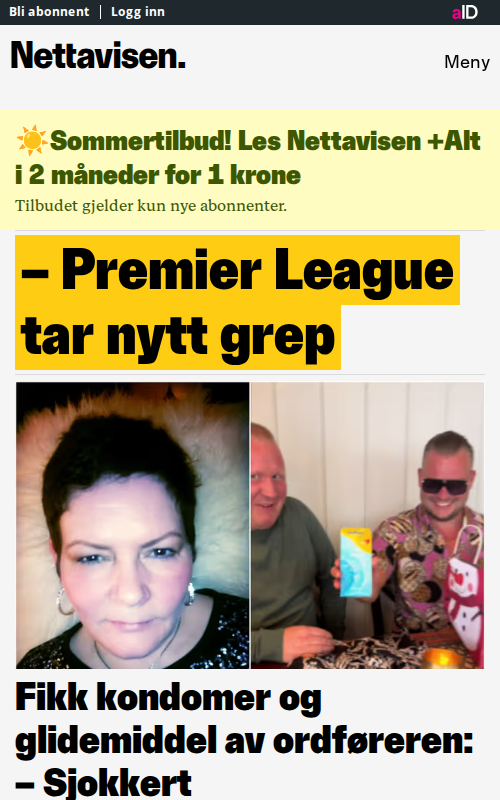 Bli abonnent
Logg inn
aID
Nettavisen.
Meny
☀️Sommertilbud! Les Nettavisen +Alt
i 2 måneder for 1 krone
Tilbudet gjelder kun nye abonnenter.
– Premier League
tar nytt grep
Fikk kondomer og
glidemiddel av ordføreren:
– Sjokkert